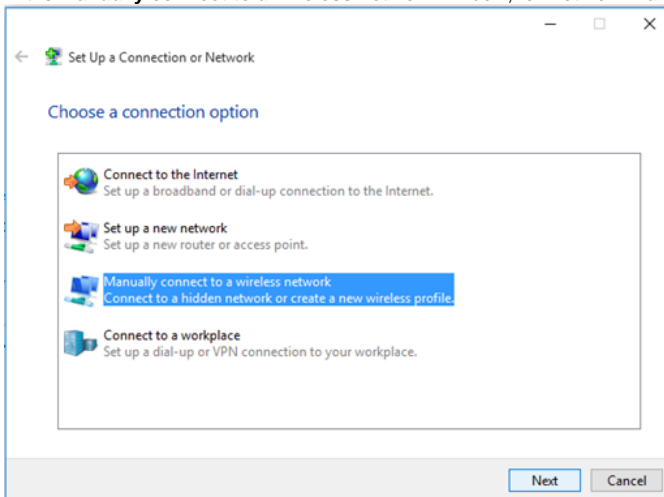 Set Up a Connection or Network
Choose a connection option
Connect to the Internet
Set up a broadband or dial-up connection to the Internet.
Set up a new network
Set up a new router or access point.
Manually connect to a wireless network
Connect to a hidden network or create a new wireless profile.
Connect to a workplace
Set up a dial-up or VPN connection to your workplace.
Next Cancel